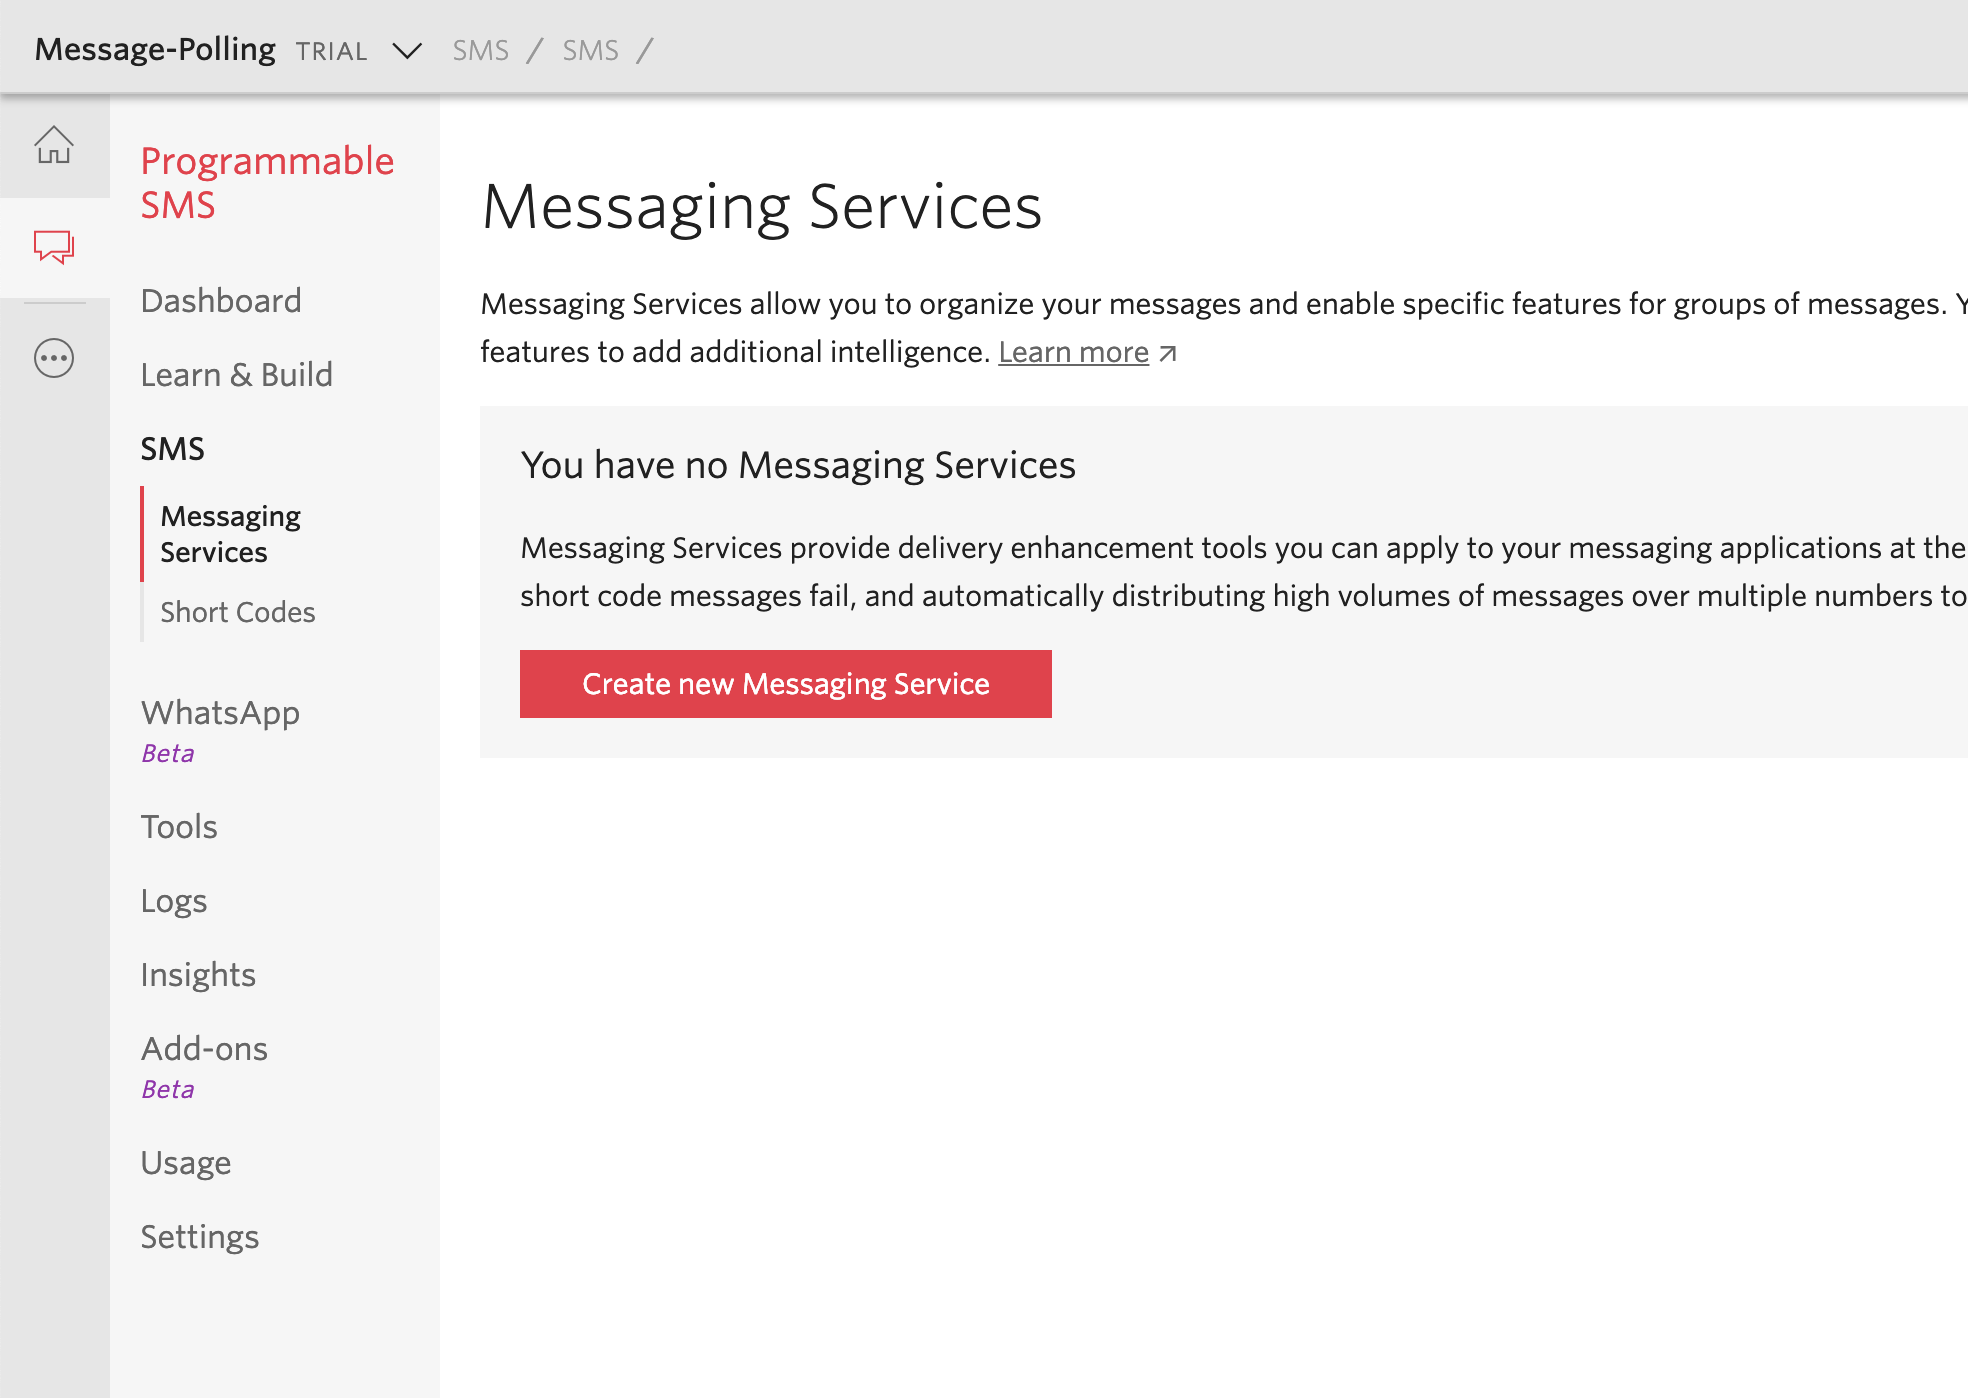 Message-Polling TRIAL SMS / SMS /
Programmable
SMS
Dashboard
Learn & Build
SMS
Messaging
Services
Short Codes
WhatsApp
Beta
Tools
Logs
Insights
Add-ons
Beta
Usage
Settings
Messaging Services
Messaging Services allow you to organize your messages and enable specific features for groups of messages. Y
features to add additional intelligence. Learn more
You have no Messaging Services
Messaging Services provide delivery enhancement tools you can apply to your messaging applications at the
short code messages fail, and automatically distributing high volumes of messages over multiple numbers to
Create new Messaging Service